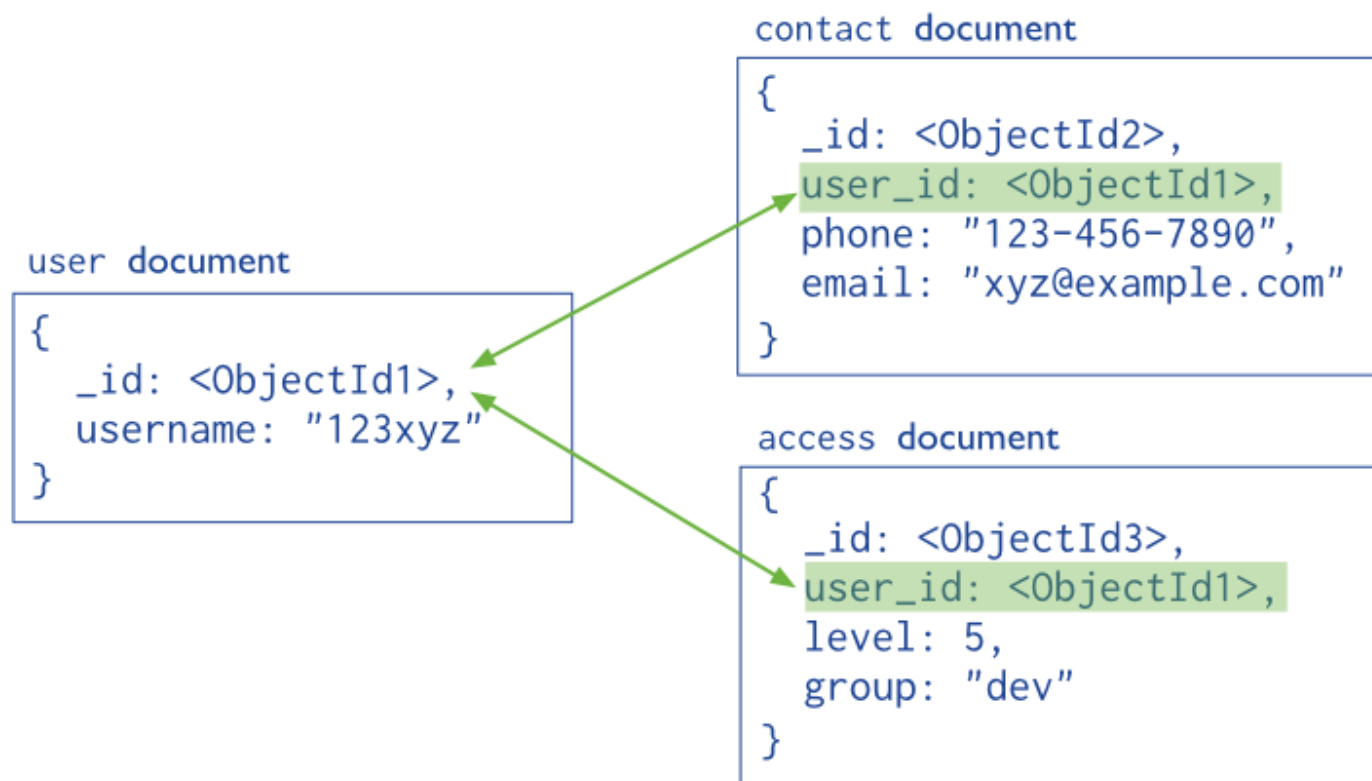 user document
{
_id: <ObjectId1>,
username: "123xyz"
}
contact document
{
_id: <ObjectId2>,
user_id: <ObjectId1>,
phone: "123-456-7890",
email: "xyz@example.com"
}
access document
{
_id: <ObjectId3>,
user_id: <ObjectId1>,
level: 5,
group: "dev"
}